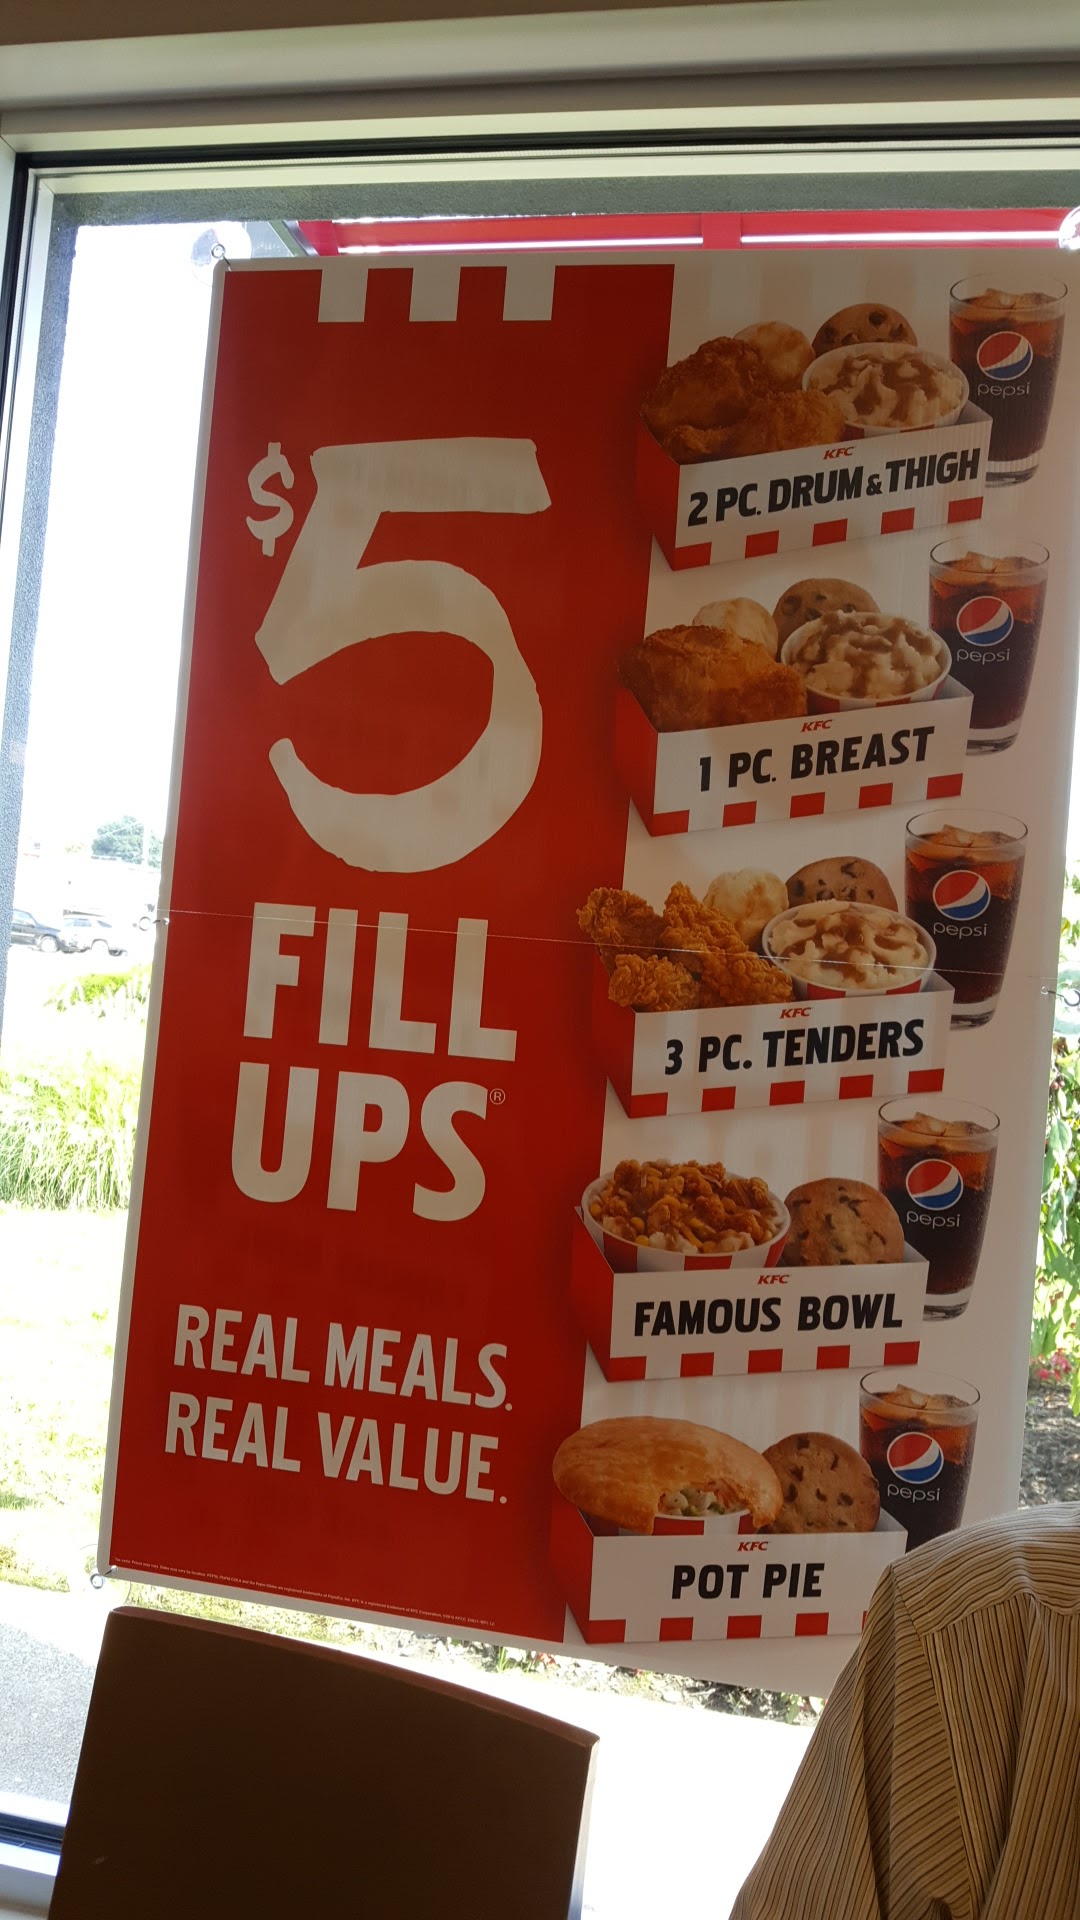 $5
FILL
UPS®
REAL MEALS.
REAL VALUE.
pepsi
KFC
2 PC. DRUM & THIGH
pepsi
KFC
1 PC. BREAST
pepsi
KFC
3 PC. TENDERS
pepsi
KFC
FAMOUS BOWL
pepsi
KFC
POT PIE